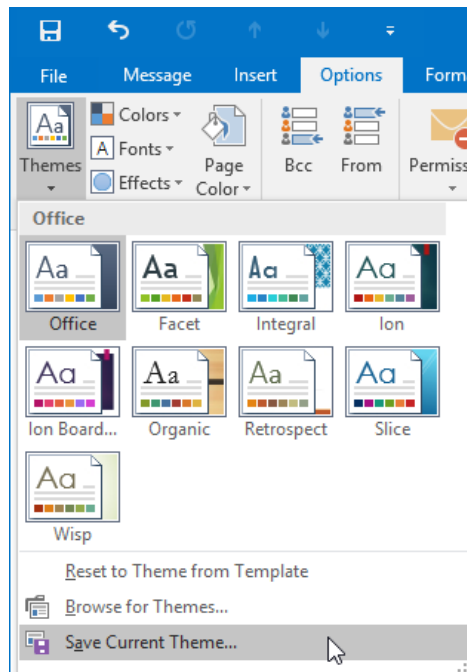 File Message Insert Options Form
Aa Colors
A Fonts
Themes Effects Page Color Bcc From Permiss
Office
Aa Aa Aa Aa
Office Facet Integral Ion
Aa Aa Aa Aa
Ion Board... Organic Retrospect Slice
Aa
Wisp
Reset to Theme from Template
Browse for Themes...
Save Current Theme...